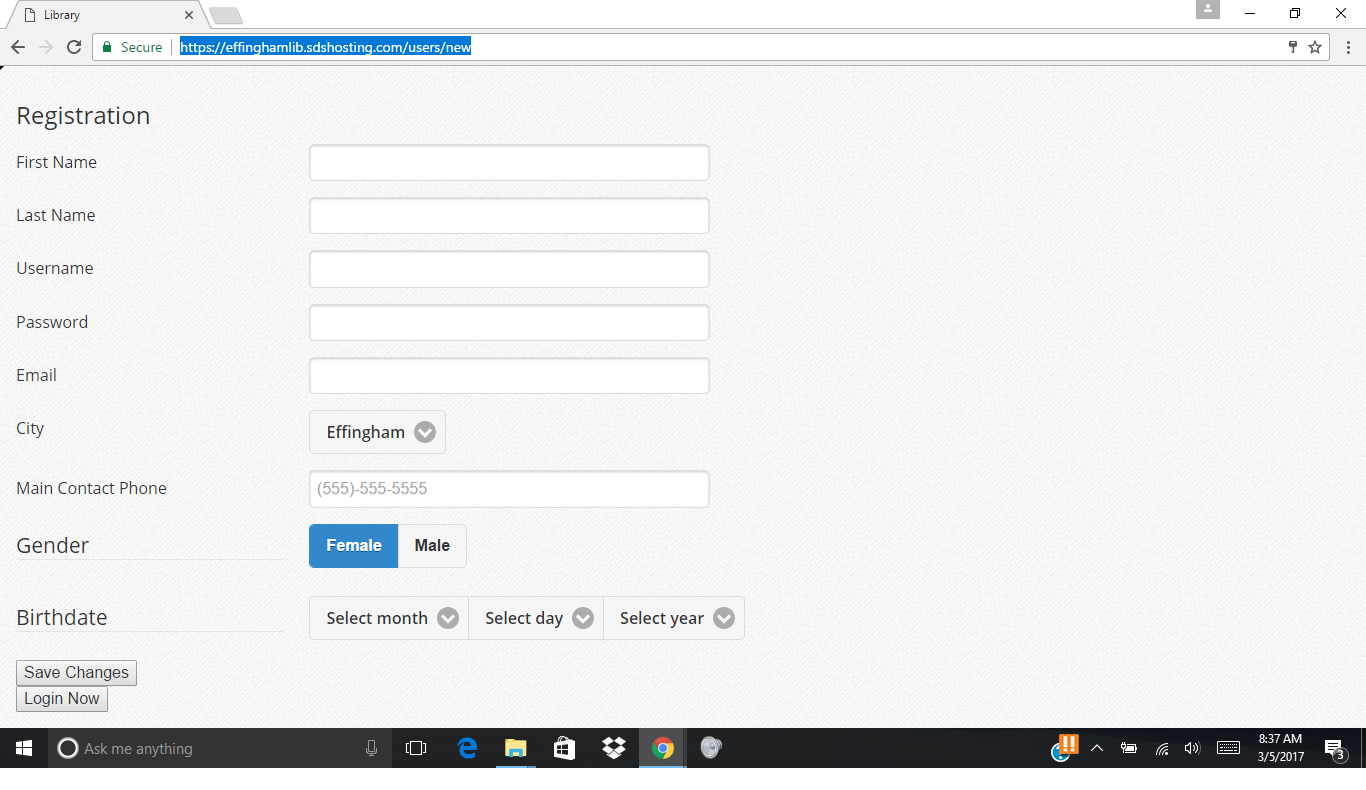 Library
Secure https://effinghamlib.sdshosting.com/users/new
Registration
First Name
Last Name
Username
Password
Email
City Effingham
Main Contact Phone (555)-555-5555
Gender Female Male
Birthdate Select month Select day Select year
Save Changes
Login Now
Ask me anything
8:37 AM
3/5/2017
3